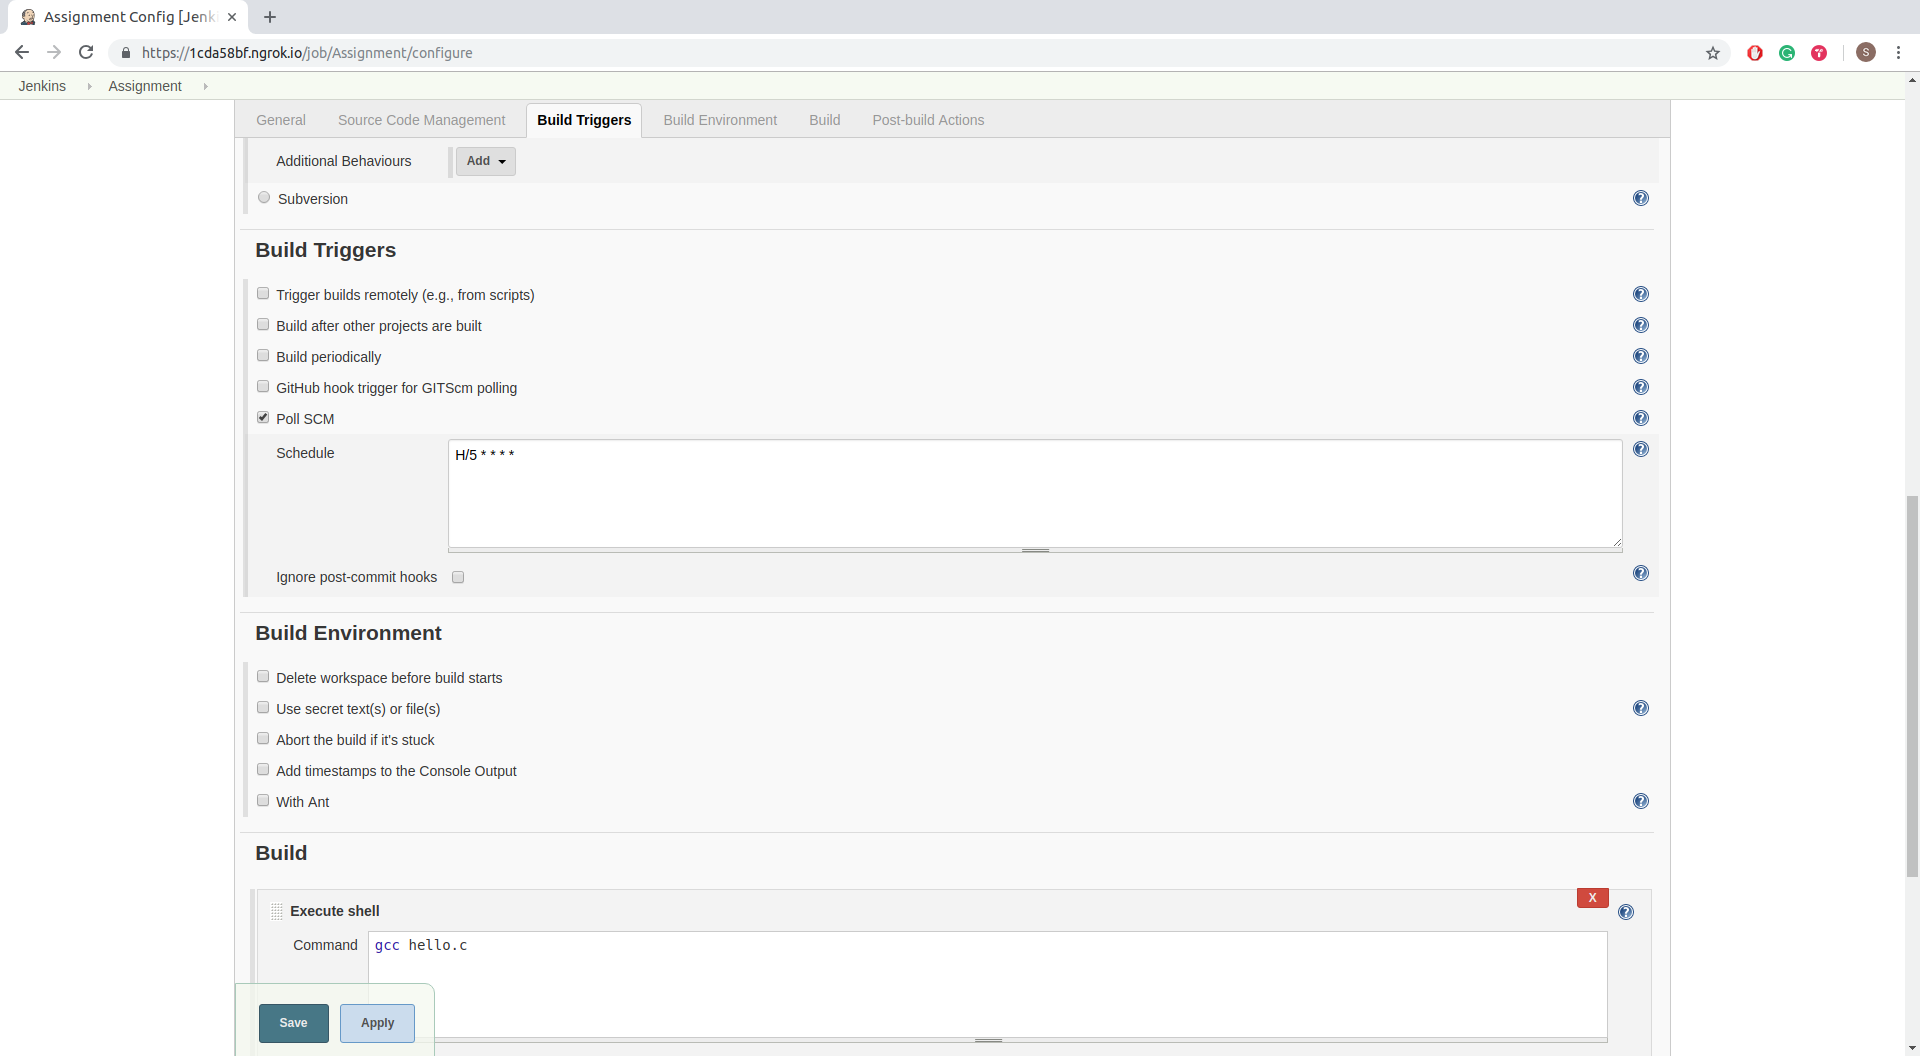 Assignment Config [Jenk
https://1cda58bf.ngrok.io/job/Assignment/configure
S
Jenkins Assignment
General Source Code Management Build Triggers Build Environment Build Post-build Actions
Additional Behaviours Add
Subversion
Build Triggers
Trigger builds remotely (e.g., from scripts)
Build after other projects are built
Build periodically
GitHub hook trigger for GITScm polling
Poll SCM
Schedule H/5 * * * *
Ignore post-commit hooks
Build Environment
Delete workspace before build starts
Use secret text(s) or file(s)
Abort the build if it's stuck
Add timestamps to the Console Output
With Ant
Build
X
Execute shell
Command gcc hello.c
Save Apply